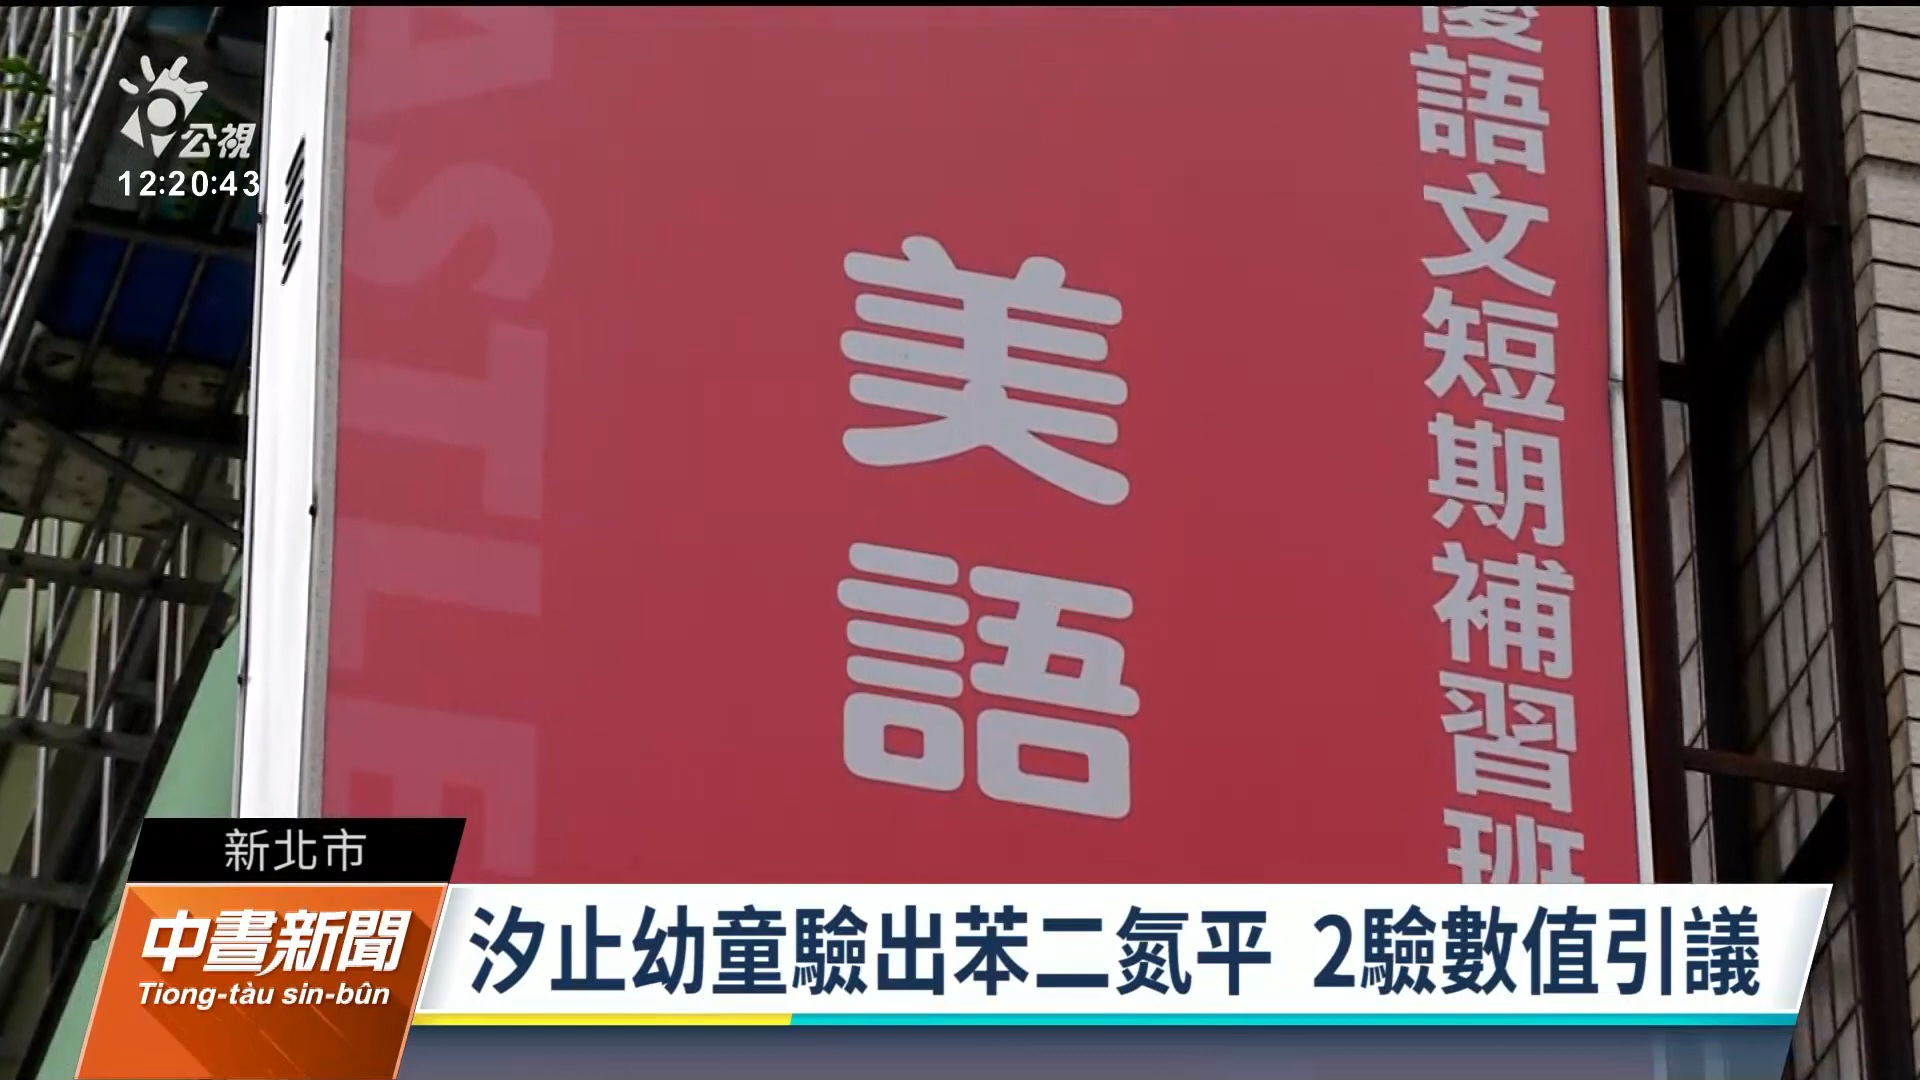 公視
12:20:43
ASTLE
美語
語文短期補習班
新北市
中晝新聞
Tiong-tàu sin-bûn
汐止幼童驗出苯二氮平 2驗數值引議